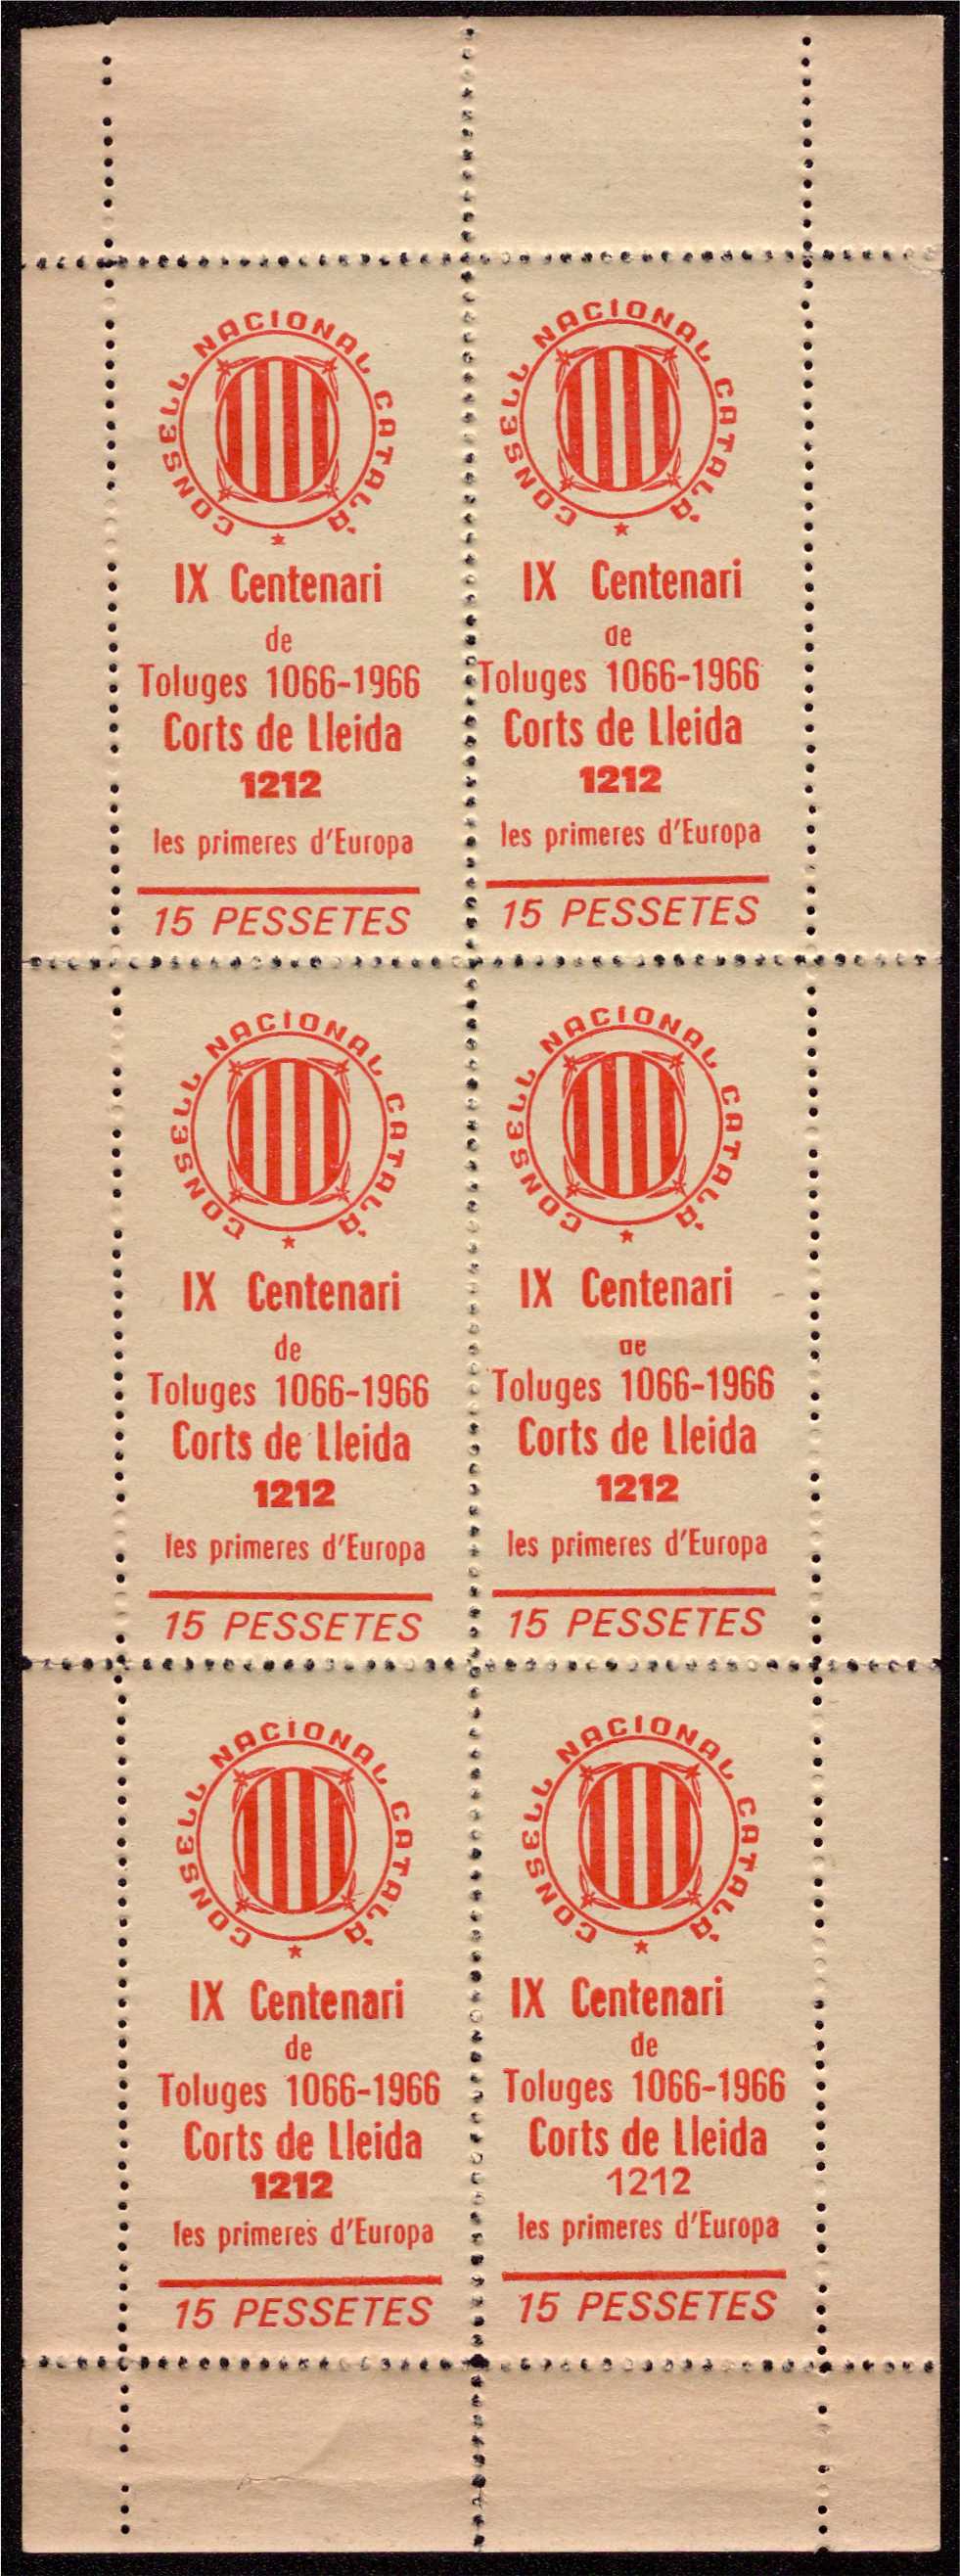 CONSELL NACIONAL CATALÀ
IX Centenari
de
Toluges 1066-1966
Corts de Lleida
1212
les primeres d'Europa
15 PESSETES
CONSELL NACIONAL CATALÀ
IX Centenari
de
Toluges 1066-1966
Corts de Lleida
1212
les primeres d'Europa
15 PESSETES
CONSELL NACIONAL CATALÀ
IX Centenari
de
Toluges 1066-1966
Corts de Lleida
1212
les primeres d'Europa
15 PESSETES
CONSELL NACIONAL CATALÀ
IX Centenari
de
Toluges 1066-1966
Corts de Lleida
1212
les primeres d'Europa
15 PESSETES
CONSELL NACIONAL CATALÀ
IX Centenari
de
Toluges 1066-1966
Corts de Lleida
1212
les primeres d'Europa
15 PESSETES
CONSELL NACIONAL CATALÀ
IX Centenari
de
Toluges 1066-1966
Corts de Lleida
1212
les primeres d'Europa
15 PESSETES